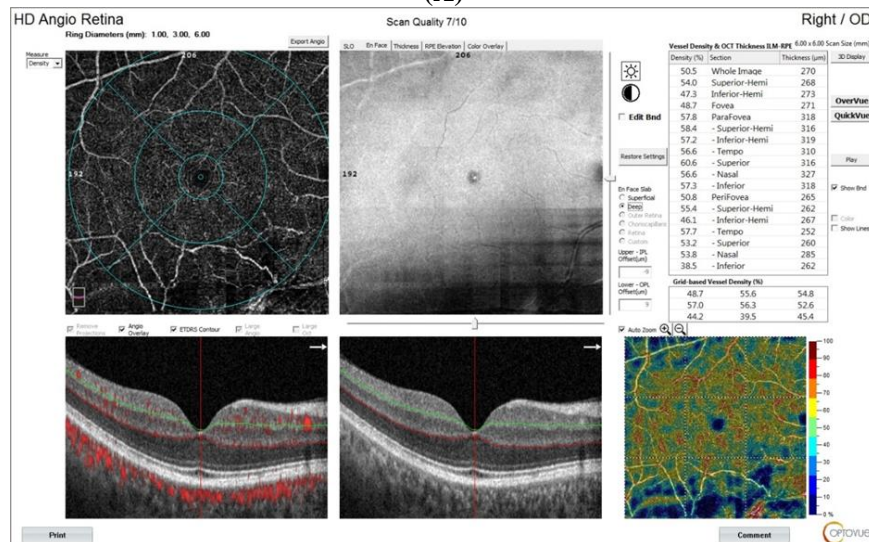 (A)
HD Angio Retina
Scan Quality 7/10
Right / OD
Ring Diameters (mm): 1.00, 3.00, 6.00
Export Angio
Measure
Density
206
192
SLO En Face Thickness RPE Elevation Color Overlay
206
192
Edit Bnd
Restore Settings
En Face Slab
Superficial
Deep
Outer Retina
Choriocapillaris
Retina
Custom
Upper - IPL
Offset(µm)
-6
Lower - OPL
Offset(µm)
9
Vessel Density & OCT Thickness ILM-RPE 6.00 x 6.00 Scan Size (mm)
Density (%) Section Thickness (µm)
50.5 Whole Image 270
54.0 Superior-Hemi 268
47.3 Inferior-Hemi 273
48.7 Fovea 271
57.8 ParaFovea 318
58.4 - Superior-Hemi 316
57.2 - Inferior-Hemi 319
56.6 - Tempo 310
60.6 - Superior 316
56.6 - Nasal 327
57.3 - Inferior 318
50.8 PeriFovea 265
55.4 - Superior-Hemi 262
46.1 - Inferior-Hemi 267
57.7 - Tempo 252
53.2 - Superior 260
53.8 - Nasal 285
38.5 - Inferior 262
Grid-based Vessel Density (%)
48.7 55.6 54.8
57.0 56.3 52.6
44.2 39.5 45.4
3D Display
OverVue
QuickVue
Play
Show Bnd
Color
Show Lines
Remove Projections
Angio Overlay
ETDRS Contour
Large Angio
Large Oct
Auto Zoom
100
90
80
70
60
50
40
30
20
10
0 %
Print
Comment
OPTOVUE